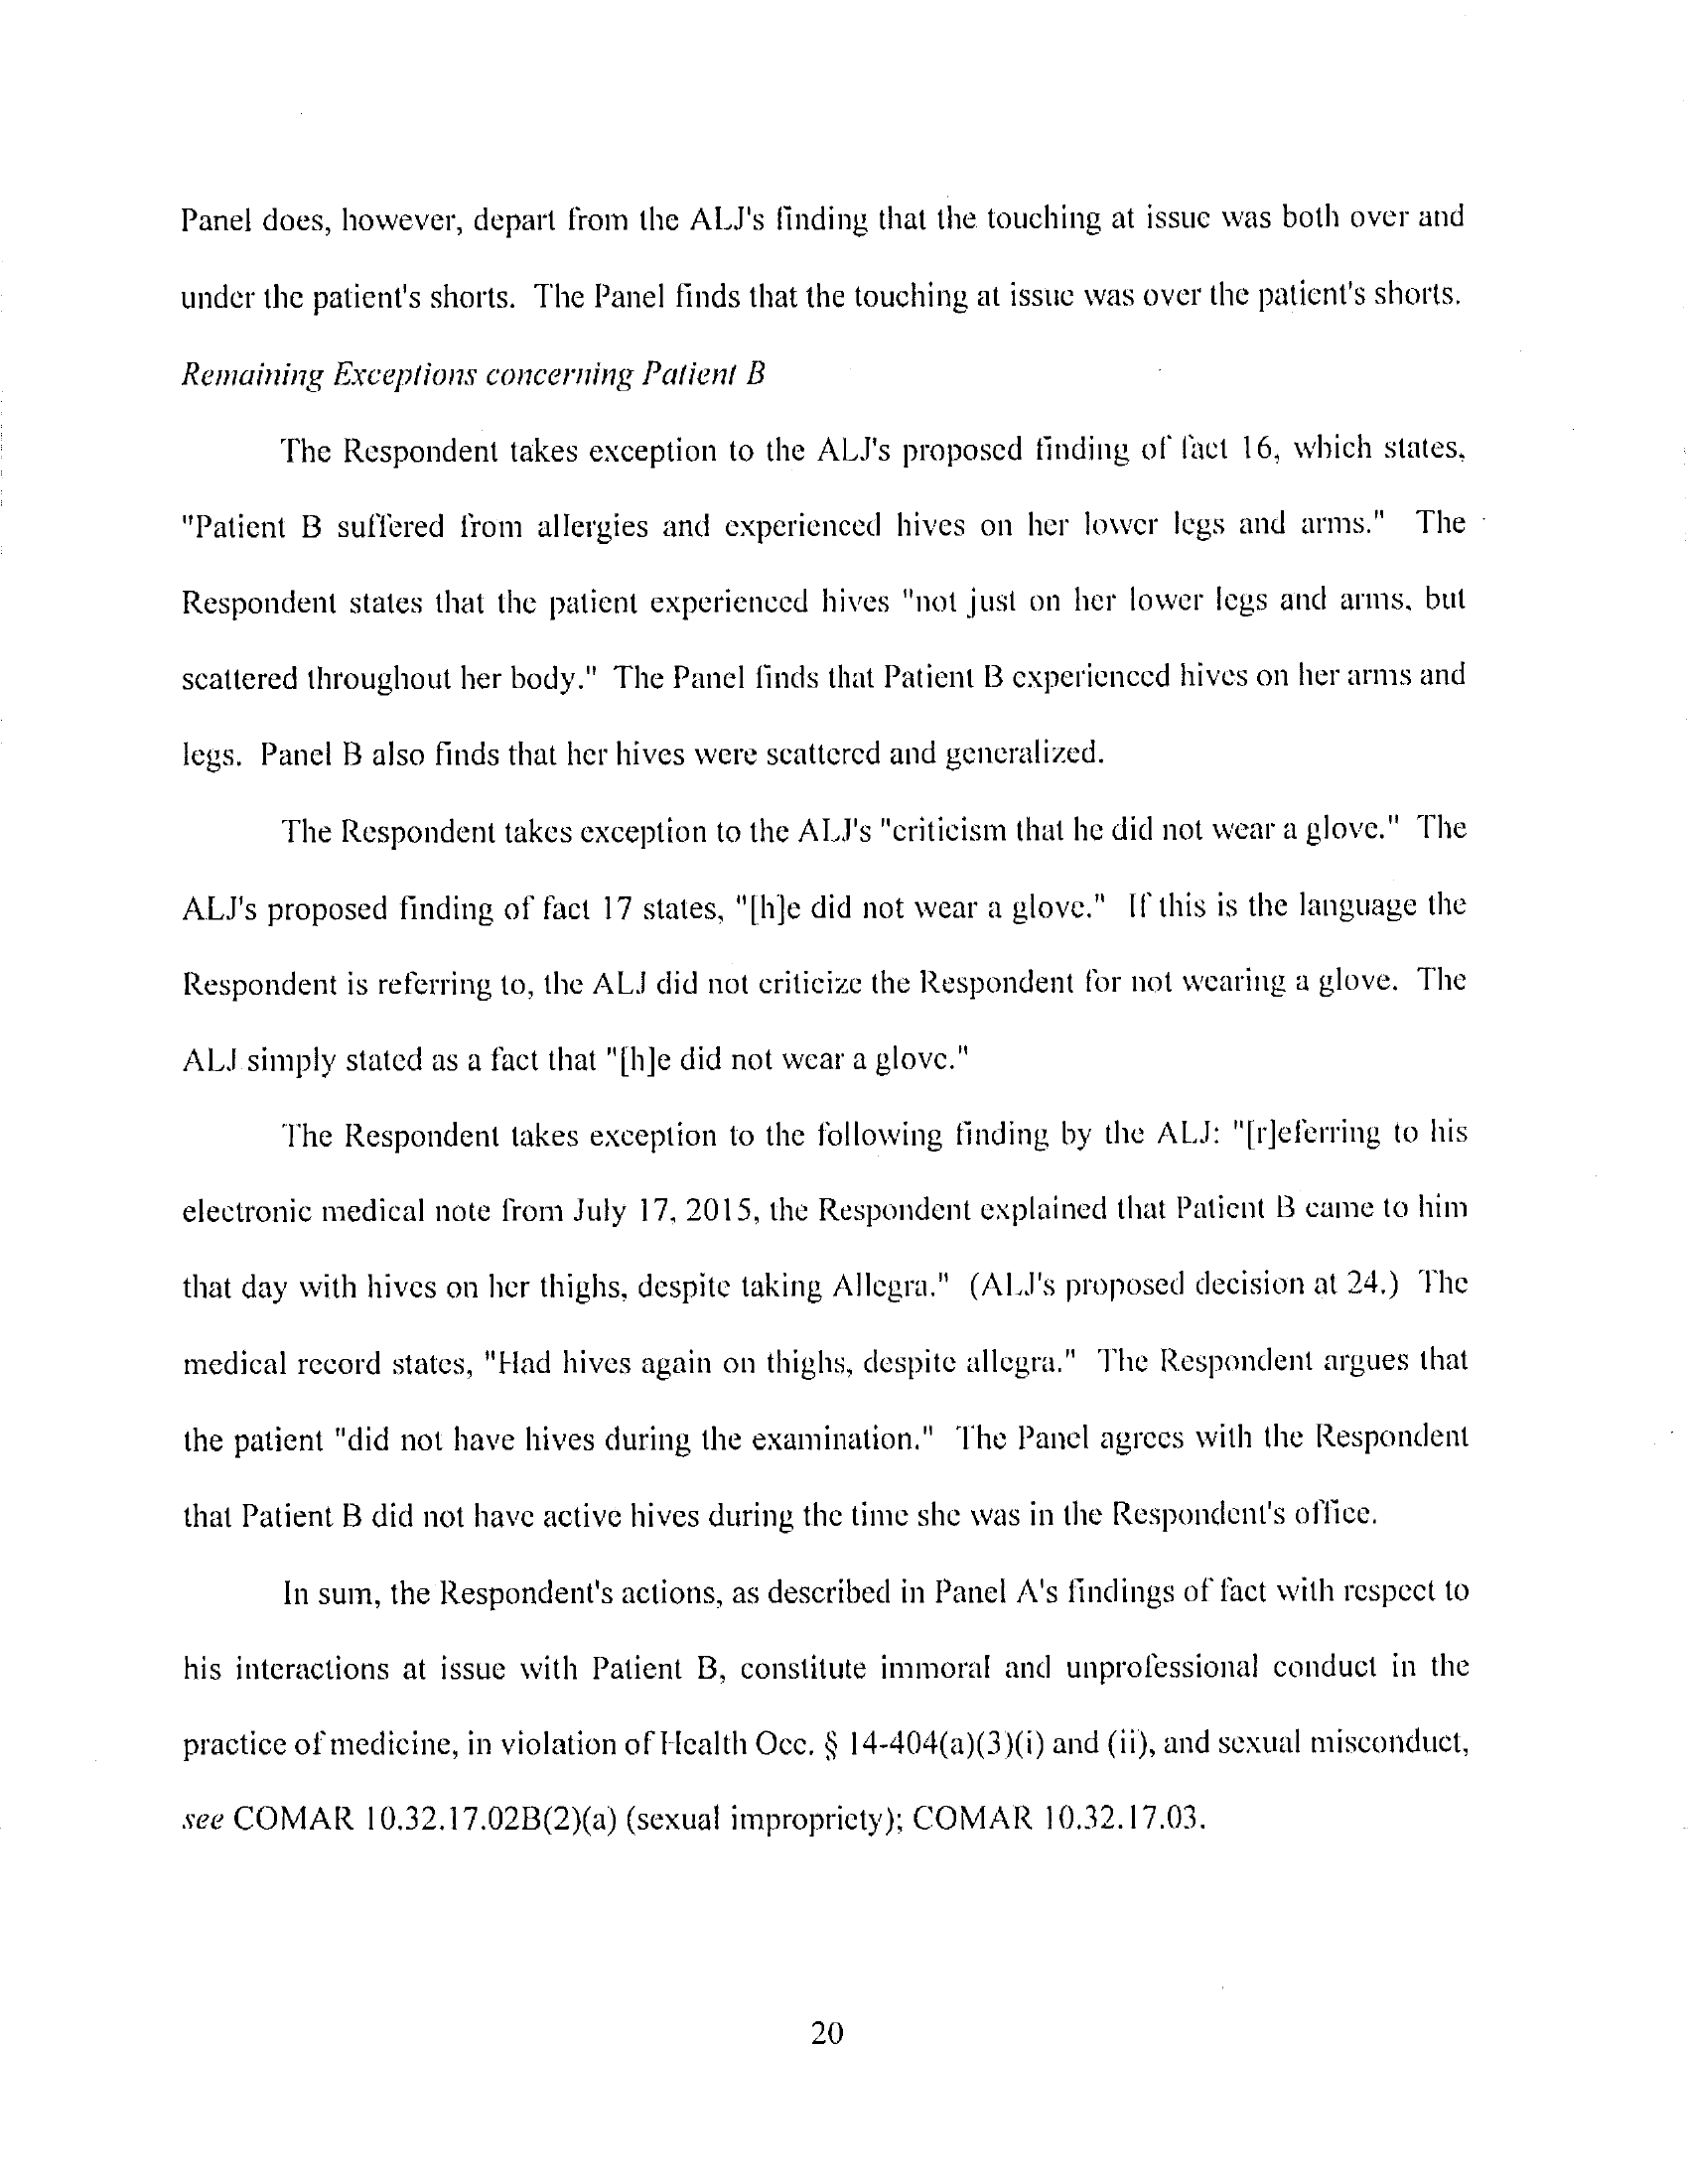 Panel does, however, depart from the ALJ's finding that the touching at issue was both over and
under the patient's shorts. The Panel finds that the touching at issue was over the patient's shorts.
Remaining Exceptions concerning Patient B
The Respondent takes exception to the ALJ's proposed finding of fact 16, which states,
"Patient B suffered from allergies and experienced hives on her lower legs and arms." The
Respondent states that the patient experienced hives "not just on her lower legs and arms, but
scattered throughout her body." The Panel finds that Patient B experienced hives on her arms and
legs. Panel B also finds that her hives were scattered and generalized.
The Respondent takes exception to the ALJ's "criticism that he did not wear a glove." The
ALJ's proposed finding of fact 17 states, "[h]e did not wear a glove." If this is the language the
Respondent is referring to, the ALJ did not criticize the Respondent for not wearing a glove. The
ALJ simply stated as a fact that "[h]e did not wear a glove."
The Respondent takes exception to the following finding by the ALJ: "[r]eferring to his
electronic medical note from July 17, 2015, the Respondent explained that Patient B came to him
that day with hives on her thighs, despite taking Allegra." (ALJ's proposed decision at 24.) The
medical record states, "Had hives again on thighs, despite allegra." The Respondent argues that
the patient "did not have hives during the examination." The Panel agrees with the Respondent
that Patient B did not have active hives during the time she was in the Respondent's office.
In sum, the Respondent's actions, as described in Panel A's findings of fact with respect to
his interactions at issue with Patient B, constitute immoral and unprofessional conduct in the
practice of medicine, in violation of Health Occ. § 14-404(a)(3)(i) and (ii), and sexual misconduct,
see COMAR 10.32.17.02B(2)(a) (sexual impropriety); COMAR 10.32.17.03.
20